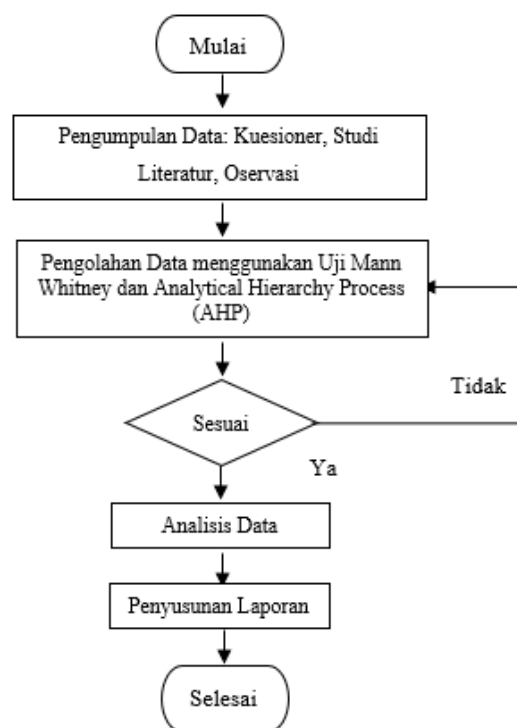 Mulai
Pengumpulan Data: Kuesioner, Studi
Literatur, Oservasi
Pengolahan Data menggunakan Uji Mann
Whitney dan Analytical Hierarchy Process
(AHP)
Tidak
Sesuai
Ya
Analisis Data
Penyusunan Laporan
Selesai